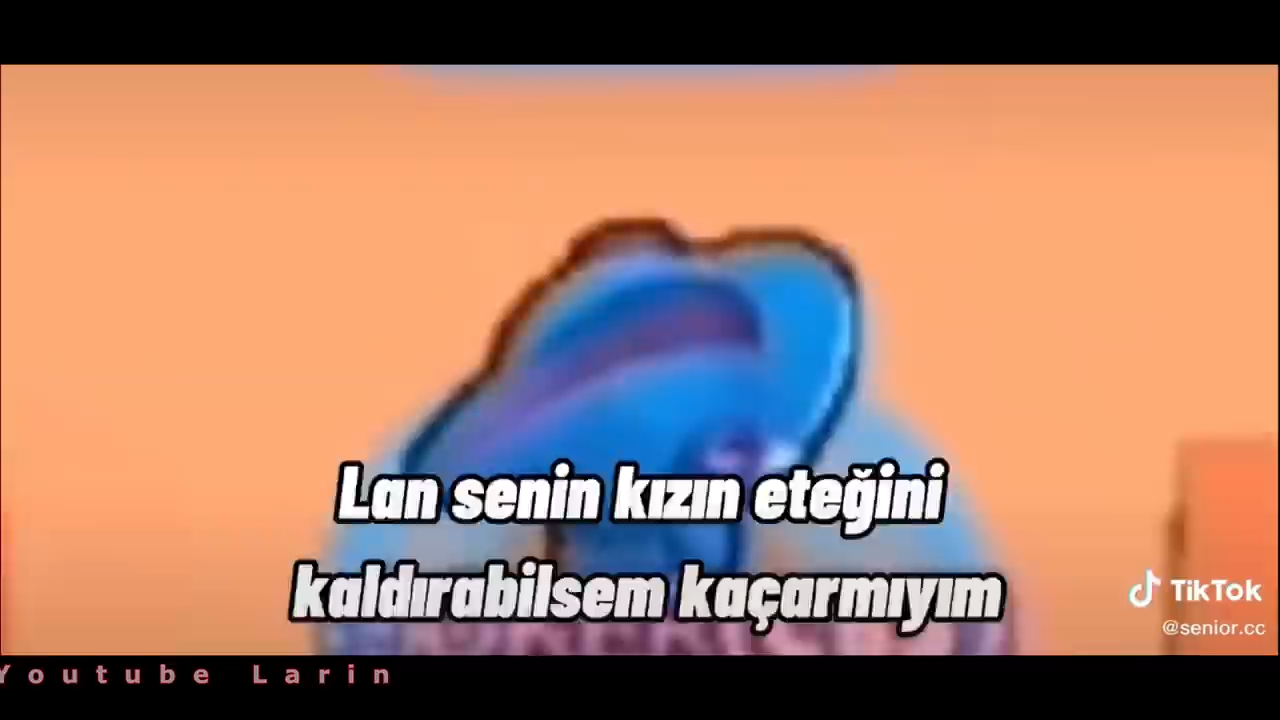 Lan senin kızın eteğini
kaldırabilsem kaçarmıyım
TikTok
@senior.cc
Youtube Larin